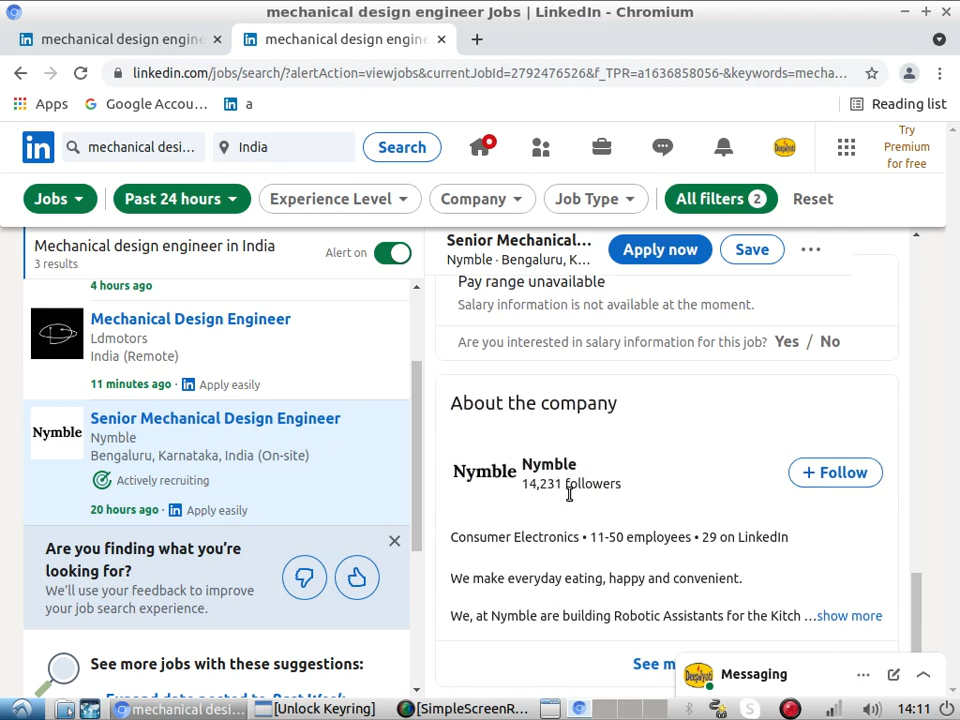 mechanical design engineer Jobs | LinkedIn - Chromium
mechanical design engine
mechanical design engin
linkedin.com/jobs/search/?alertAction=viewjobs&currentJobId=2792476526&f_TPR=a1636858056-&keywords=mecha...
Apps
Google Accou...
a
Reading list
in
mechanical desi...
India
Search
Try
Premium
for free
Jobs
Past 24 hours
Experience Level
Company
Job Type
All filters 2
Reset
Mechanical design engineer in India
3 results
Alert on
4 hours ago
Mechanical Design Engineer
Ldmotors
India (Remote)
11 minutes ago · in Apply easily
Nymble
Senior Mechanical Design Engineer
Nymble
Bengaluru, Karnataka, India (On-site)
Actively recruiting
20 hours ago · in Apply easily
Are you finding what you're
looking for?
We'll use your feedback to improve
your job search experience.
See more jobs with these suggestions:
Senior Mechanical...
Nymble · Bengaluru, K...
Apply now
Save
Pay range unavailable
Salary information is not available at the moment.
Are you interested in salary information for this job? Yes / No
About the company
Nymble
Nymble
14,231 followers
+ Follow
Consumer Electronics • 11-50 employees • 29 on LinkedIn
We make everyday eating, happy and convenient.
We, at Nymble are building Robotic Assistants for the Kitch ...show more
See m
Deepjyoti
Messaging
mechanical desi...
[Unlock Keyring]
[SimpleScreenR...
14:11